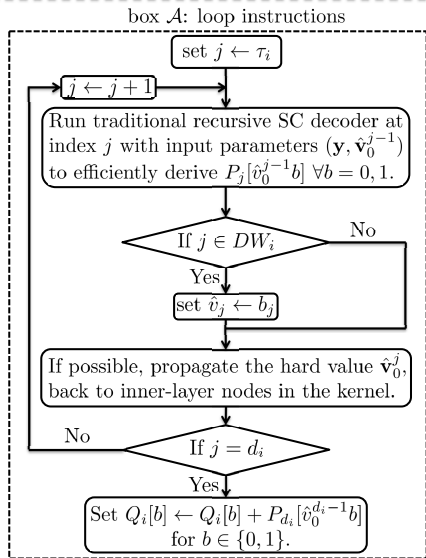 box 𝒜: loop instructions
set j ← τ_i
j ← j + 1
Run traditional recursive SC decoder at
index j with input parameters (𝐲, 𝐯̂_0^{j−1})
to efficiently derive P_j[v̂_0^{j−1}b] ∀b = 0, 1.
If j ∈ DW_i
No
Yes
set v̂_j ← b_j
If possible, propagate the hard value 𝐯̂_0^j,
back to inner-layer nodes in the kernel.
No
If j = d_i
Yes
Set Q_i[b] ← Q_i[b] + P_{d_i}[v̂_0^{d_i−1}b]
for b ∈ {0, 1}.